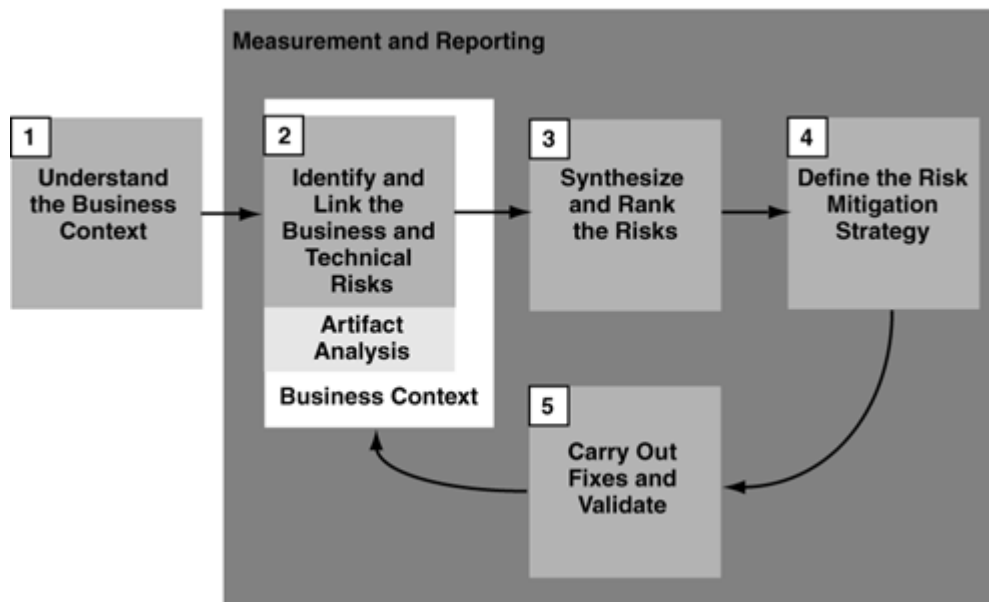 Measurement and Reporting
1
Understand
the Business
Context
2
Identify and
Link the
Business and
Technical
Risks
Artifact
Analysis
Business Context
3
Synthesize
and Rank
the Risks
4
Define the Risk
Mitigation
Strategy
5
Carry Out
Fixes and
Validate